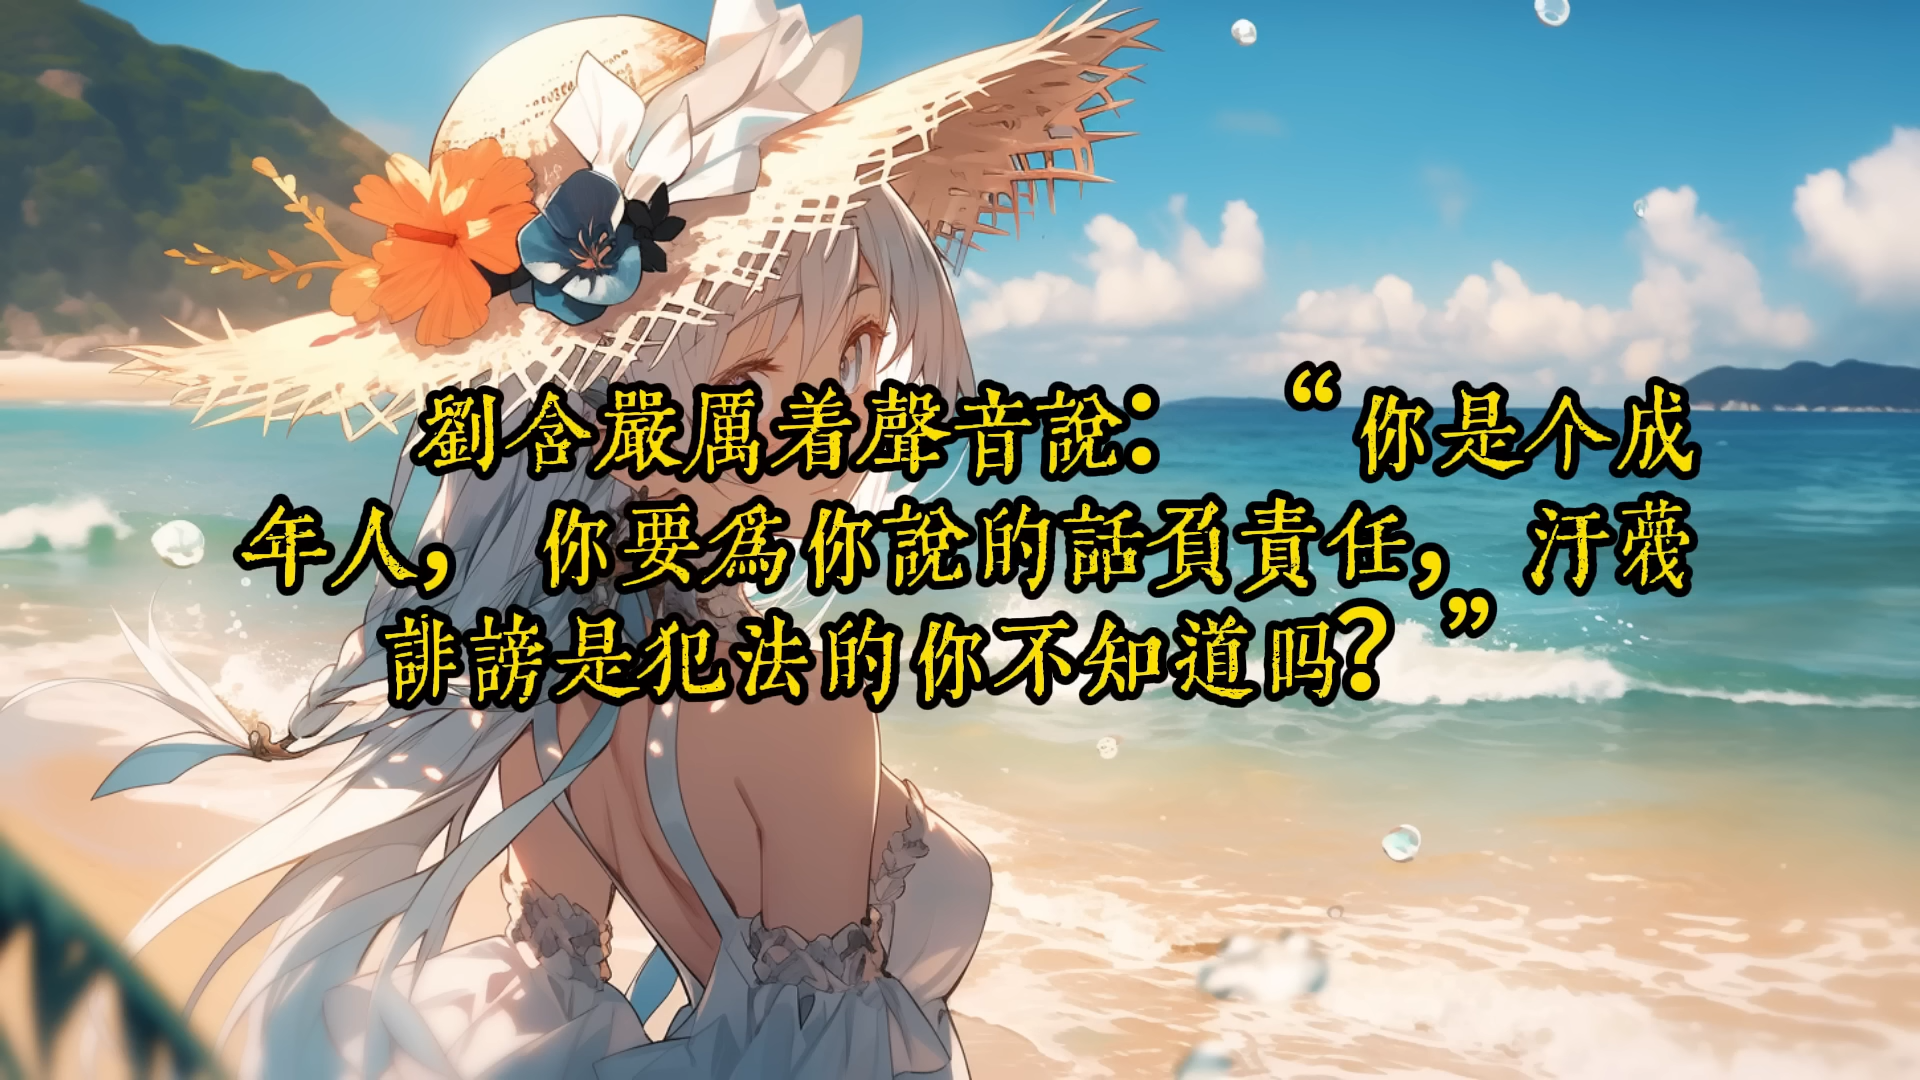 劉含嚴厲着聲音說：“你是个成
年人，你要爲你說的話負責任，汙蔑
誹謗是犯法的你不知道吗？”